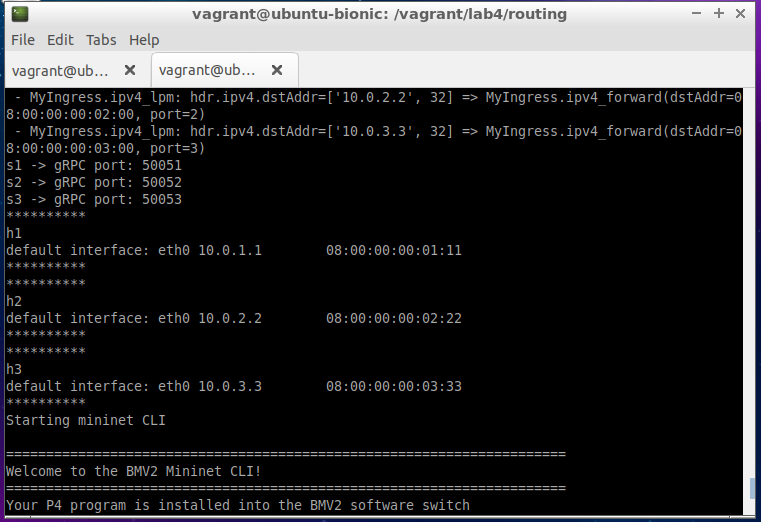 vagrant@ubuntu-bionic: /vagrant/lab4/routing
File Edit Tabs Help
vagrant@ub... vagrant@ub...
- MyIngress.ipv4_lpm: hdr.ipv4.dstAddr=['10.0.2.2', 32] => MyIngress.ipv4_forward(dstAddr=0
8:00:00:00:02:00, port=2)
- MyIngress.ipv4_lpm: hdr.ipv4.dstAddr=['10.0.3.3', 32] => MyIngress.ipv4_forward(dstAddr=0
8:00:00:00:03:00, port=3)
s1 -> gRPC port: 50051
s2 -> gRPC port: 50052
s3 -> gRPC port: 50053
**********
h1
default interface: eth0 10.0.1.1 08:00:00:00:01:11
**********
**********
h2
default interface: eth0 10.0.2.2 08:00:00:00:02:22
**********
**********
h3
default interface: eth0 10.0.3.3 08:00:00:00:03:33
**********
Starting mininet CLI
======================================================================
Welcome to the BMV2 Mininet CLI!
======================================================================
Your P4 program is installed into the BMV2 software switch